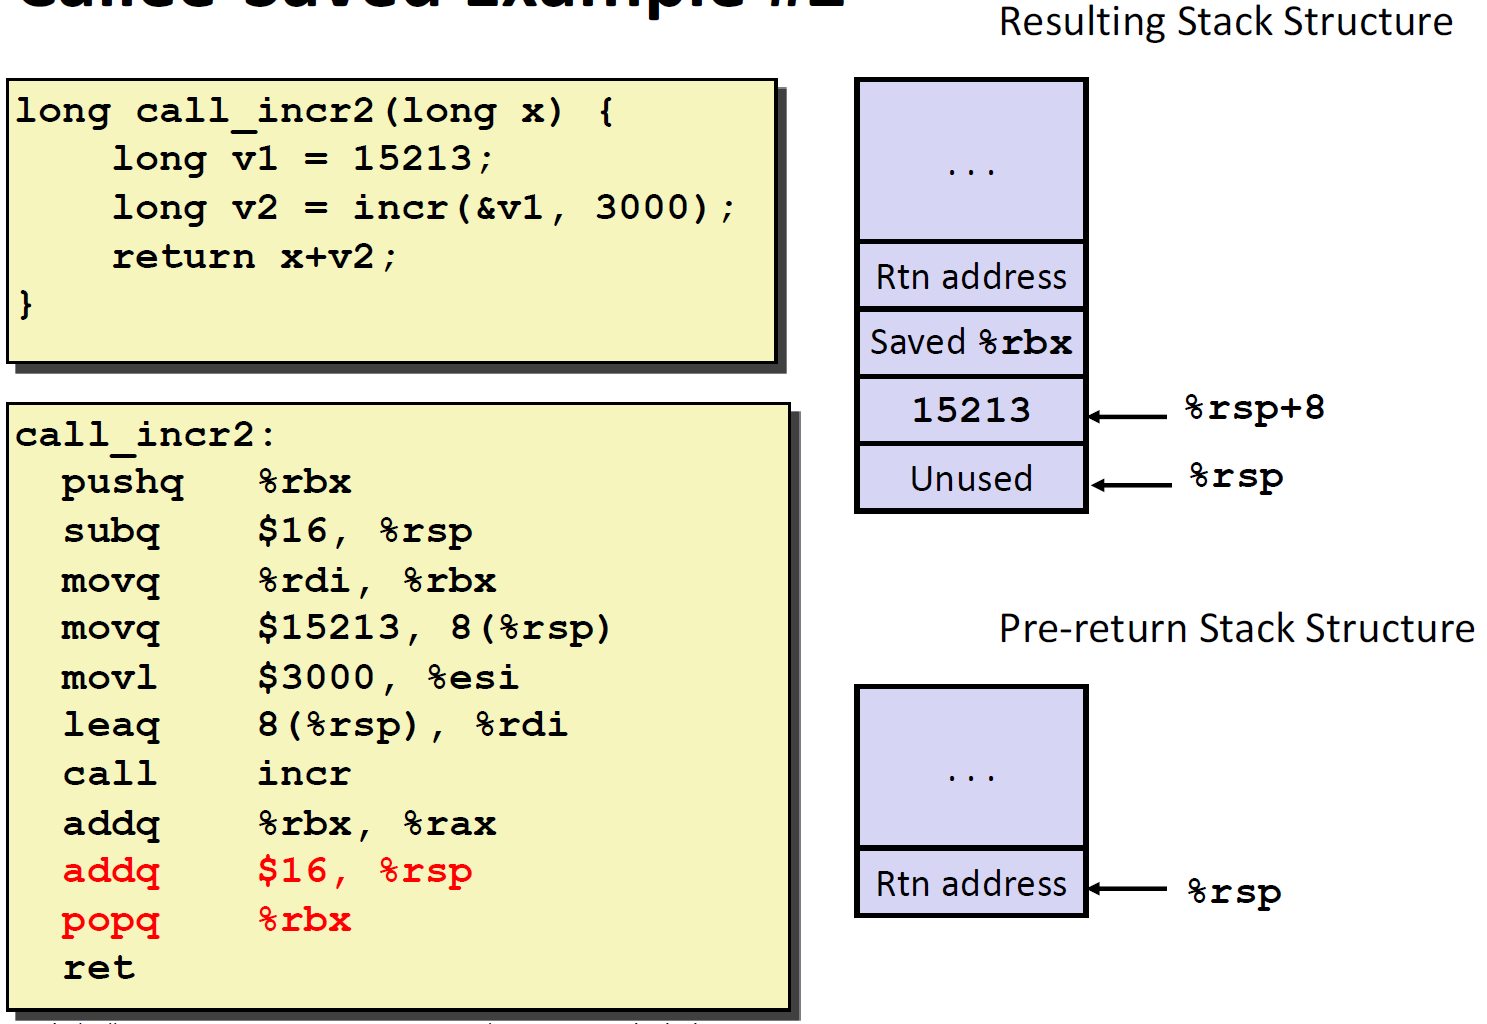 Resulting Stack Structure
long call_incr2(long x) {
    long v1 = 15213;
    long v2 = incr(&v1, 3000);
    return x+v2;
}
call_incr2:
  pushq   %rbx
  subq    $16, %rsp
  movq    %rdi, %rbx
  movq    $15213, 8(%rsp)
  movl    $3000, %esi
  leaq    8(%rsp), %rdi
  call    incr
  addq    %rbx, %rax
  addq    $16, %rsp
  popq    %rbx
  ret
. . .
Rtn address
Saved %rbx
15213 %rsp+8
Unused %rsp
Pre-return Stack Structure
. . .
Rtn address %rsp